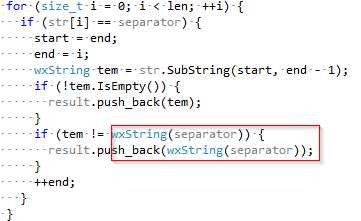 for (size_t i = 0; i < len; ++i) {
if (str[i] == separator) {
start = end;
end = i;
wxString tem = str.SubString(start, end - 1);
if (!tem.IsEmpty()) {
result.push_back(tem);
}
if (tem != wxString(separator)) {
result.push_back(wxString(separator));
}
++end;
}
}